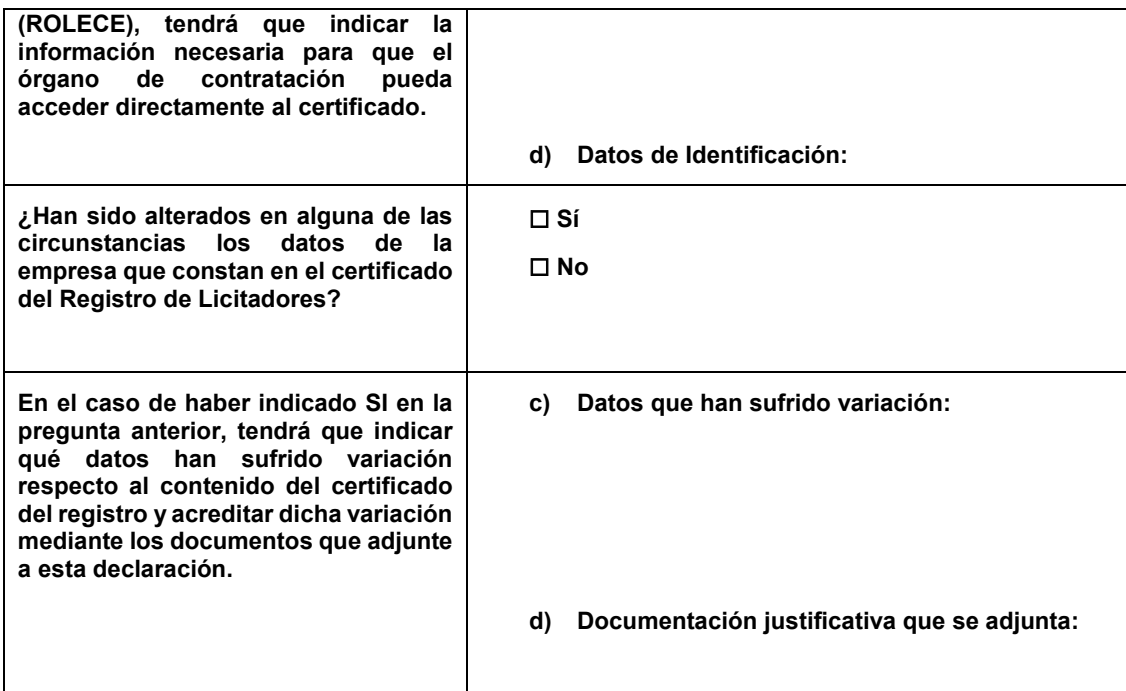 (ROLECE), tendrá que indicar la
información necesaria para que el
órgano de contratación pueda
acceder directamente al certificado.
d) Datos de Identificación:
¿Han sido alterados en alguna de las
circunstancias los datos de la
empresa que constan en el certificado
del Registro de Licitadores?
☐ Sí
☐ No
En el caso de haber indicado SI en la
pregunta anterior, tendrá que indicar
qué datos han sufrido variación
respecto al contenido del certificado
del registro y acreditar dicha variación
mediante los documentos que adjunte
a esta declaración.
c) Datos que han sufrido variación:
d) Documentación justificativa que se adjunta: